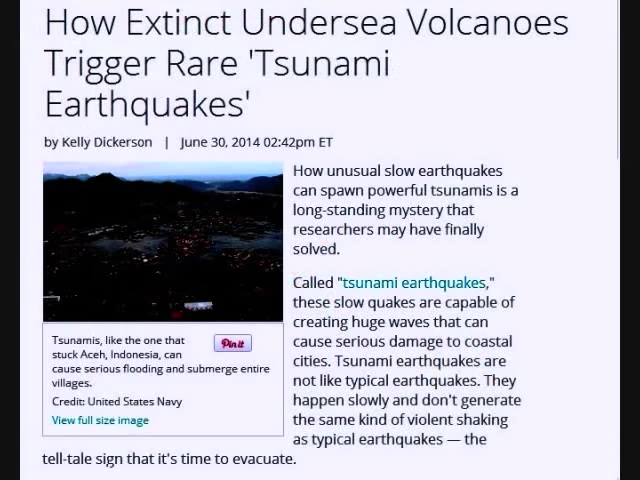 How Extinct Undersea Volcanoes
Trigger Rare 'Tsunami
Earthquakes'
by Kelly Dickerson | June 30, 2014 02:42pm ET
How unusual slow earthquakes
can spawn powerful tsunamis is a
long-standing mystery that
researchers may have finally
solved.
Called "tsunami earthquakes,"
these slow quakes are capable of
creating huge waves that can
cause serious damage to coastal
cities. Tsunami earthquakes are
not like typical earthquakes. They
happen slowly and don't generate
the same kind of violent shaking
as typical earthquakes — the
tell-tale sign that it's time to evacuate.
Tsunamis, like the one that
stuck Aceh, Indonesia, can
cause serious flooding and submerge entire
villages.
Pin it
Credit: United States Navy
View full size image